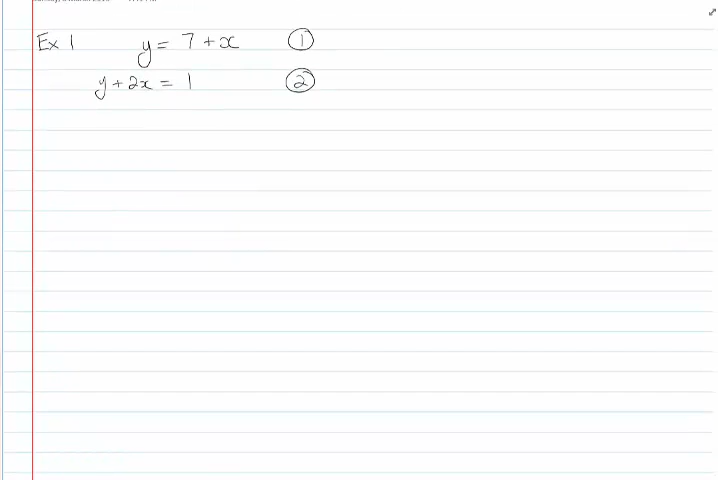 Ex 1 y = 7 + x ①
y + 2x = 1 ②